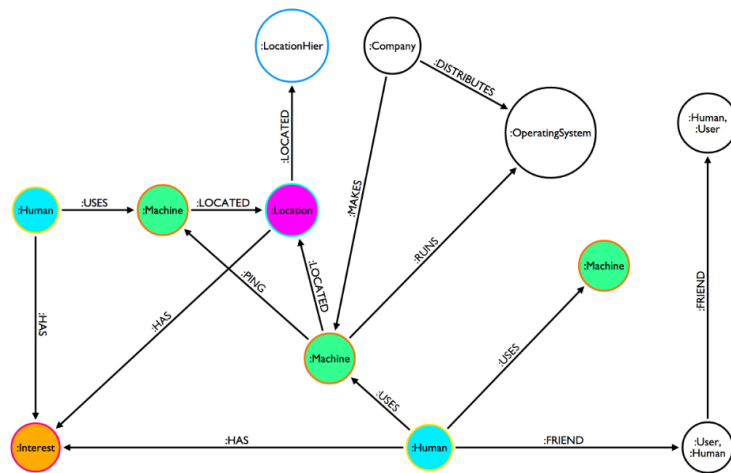 :LocationHier
:Company
:DISTRIBUTES
:OperatingSystem
:Human,
:User
:LOCATED
:MAKES
:Human
:USES
:Machine
:LOCATED
:Location
:RUNS
:Machine
:FRIEND
:HAS
:HAS
:PING
:LOCATED
:USES
:Machine
:USES
:Interest
:HAS
:Human
:FRIEND
:User,
:Human